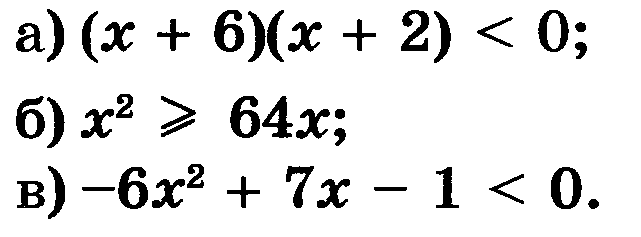 а) (x + 6)(x + 2) < 0;
б) x² ⩾ 64x;
в) −6x² + 7x − 1 < 0.